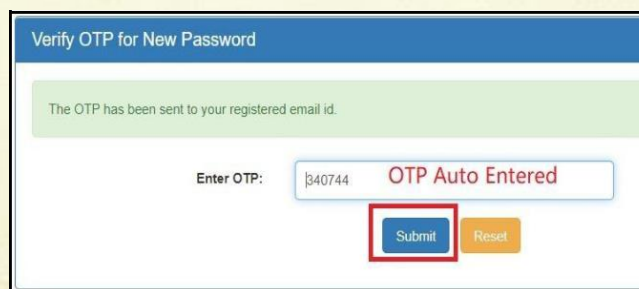 Verify OTP for New Password
The OTP has been sent to your registered email id.
Enter OTP: 340744 OTP Auto Entered
Submit Reset